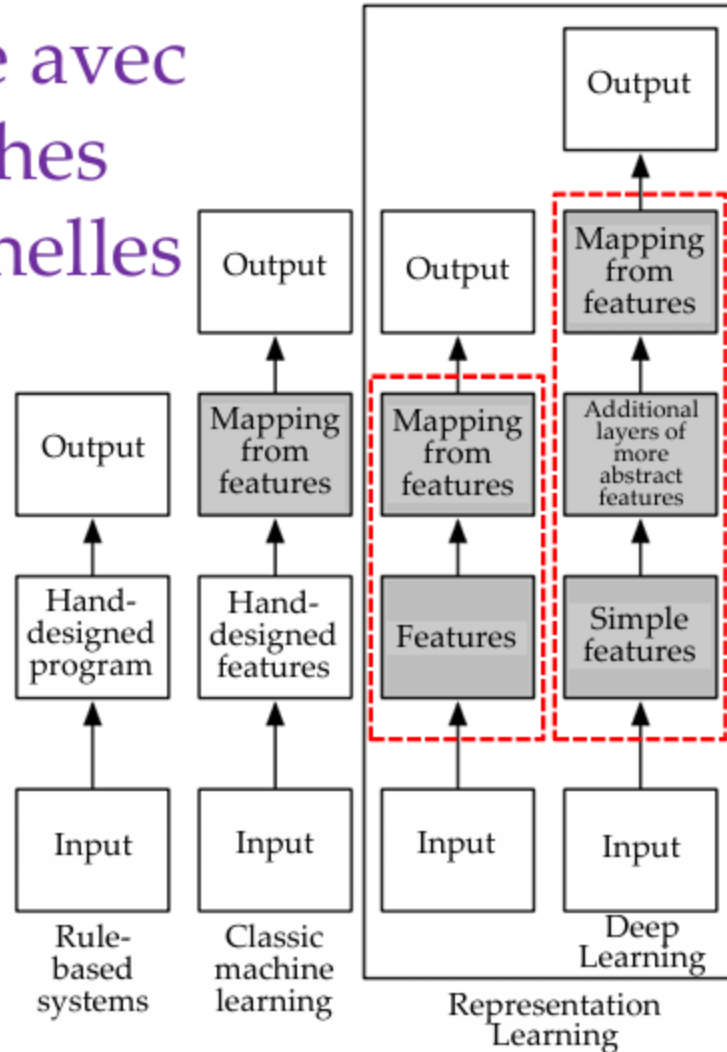 avec
Output
Output
Output
Mapping
from
features
Output
Mapping
from
features
Mapping
from
features
Additional
layers of
more
abstract
features
Hand-
designed
program
Hand-
designed
features
Features
Simple
features
Input
Input
Input
Input
Rule-
based
systems
Classic
machine
learning
Deep
Learning
Representation
Learning